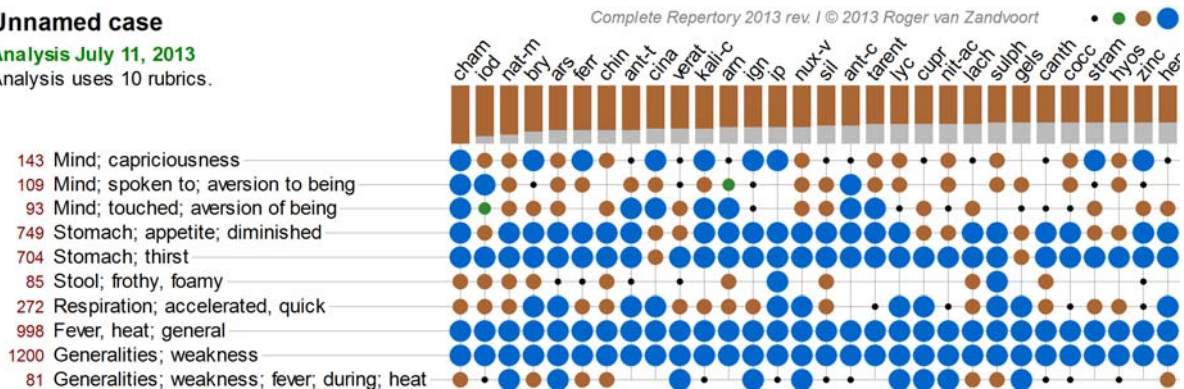 Unnamed case
Complete Repertory 2013 rev. I © 2013 Roger van Zandvoort
Analysis July 11, 2013
Analysis uses 10 rubrics.
cham iod nat-m bry ars ferr chin ant-t cina verat kali-c arn ign ip nux-v sil ant-c tarent lyc cupr nit-ac lach sulph gels canth cocc stram hyos zinc
143 Mind; capriciousness
109 Mind; spoken to; aversion to being
93 Mind; touched; aversion of being
749 Stomach; appetite; diminished
704 Stomach; thirst
85 Stool; frothy, foamy
272 Respiration; accelerated, quick
998 Fever, heat; general
1200 Generalities; weakness
81 Generalities; weakness; fever; during; heat